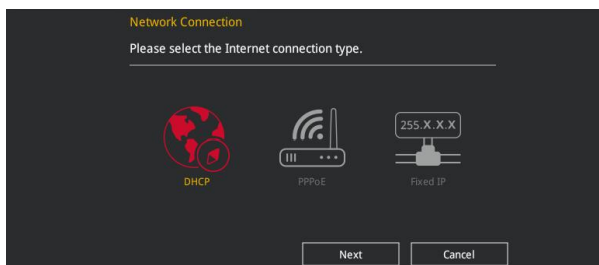 Network Connection
Please select the Internet connection type.
255.X.X.X
DHCP
PPPoE
Fixed IP
Next
Cancel